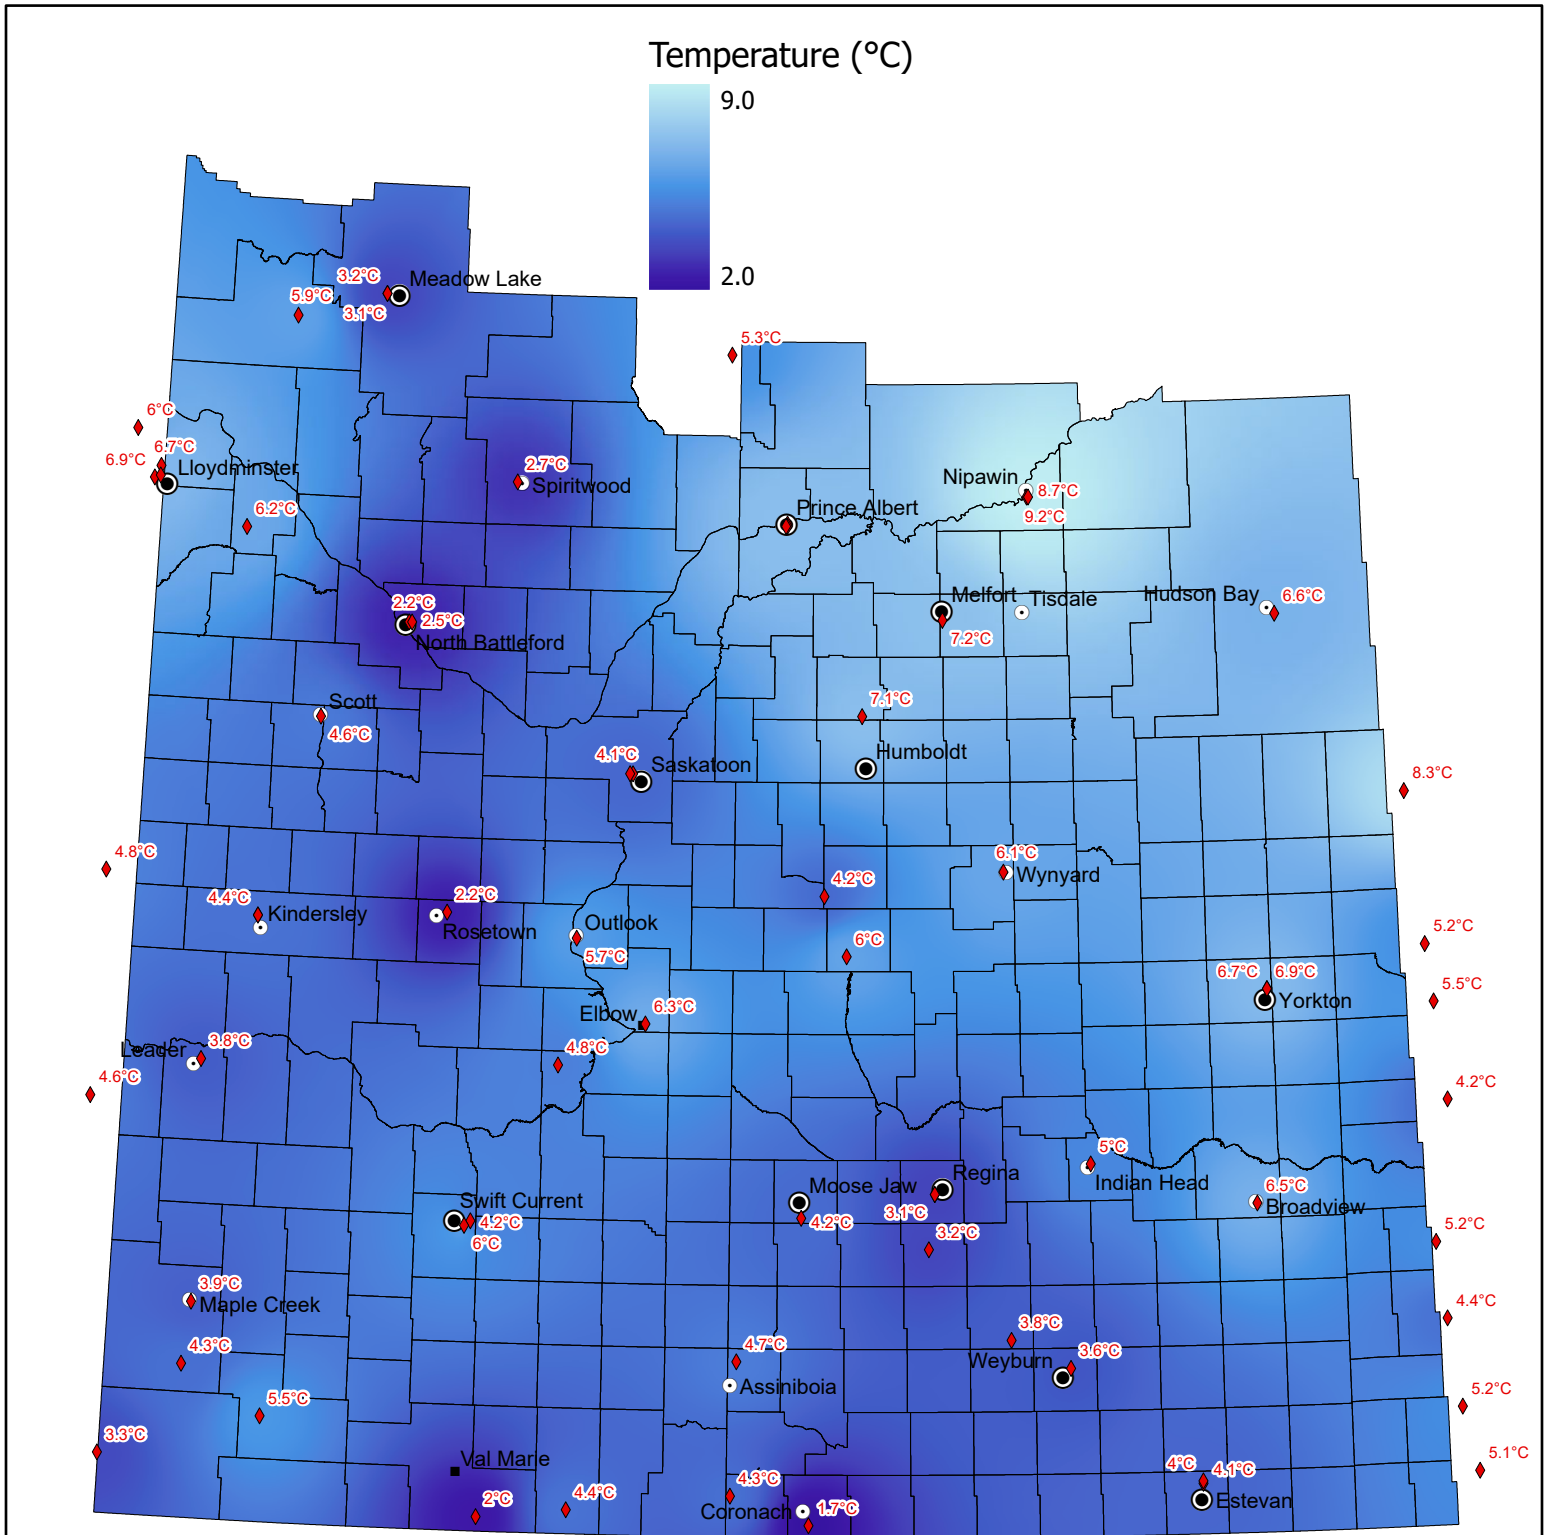 Temperature (°C)
9.0
2.0
3.2°C
Meadow Lake
5.9°C
3.1°C
5.3°C
6°C
6.7°C
6.9°C
Lloydminster
2.7°C
Spiritwood
Nipawin
8.7°C
9.2°C
6.2°C
Prince Albert
2.2°C
2.5°C
North Battleford
Melfort
Tisdale
7.2°C
Hudson Bay
6.6°C
Scott
4.6°C
7.1°C
4.1°C
Saskatoon
Humboldt
8.3°C
4.8°C
4.4°C
Kindersley
2.2°C
Rosetown
Outlook
5.7°C
4.2°C
6.1°C
Wynyard
6°C
5.2°C
6.7°C
6.9°C
Yorkton
5.5°C
Elbow
6.3°C
Leader
3.8°C
4.6°C
4.8°C
4.2°C
5°C
Indian Head
Moose Jaw
4.2°C
Regina
3.1°C
3.2°C
6.5°C
Broadview
Swift Current
4.2°C
6°C
5.2°C
3.9°C
Maple Creek
4.3°C
4.4°C
3.8°C
Weyburn
3.6°C
4.7°C
Assiniboia
5.5°C
5.2°C
3.3°C
Val Marie
2°C
4.4°C
4.3°C
Coronach
1.7°C
4°C
4.1°C
Estevan
5.1°C